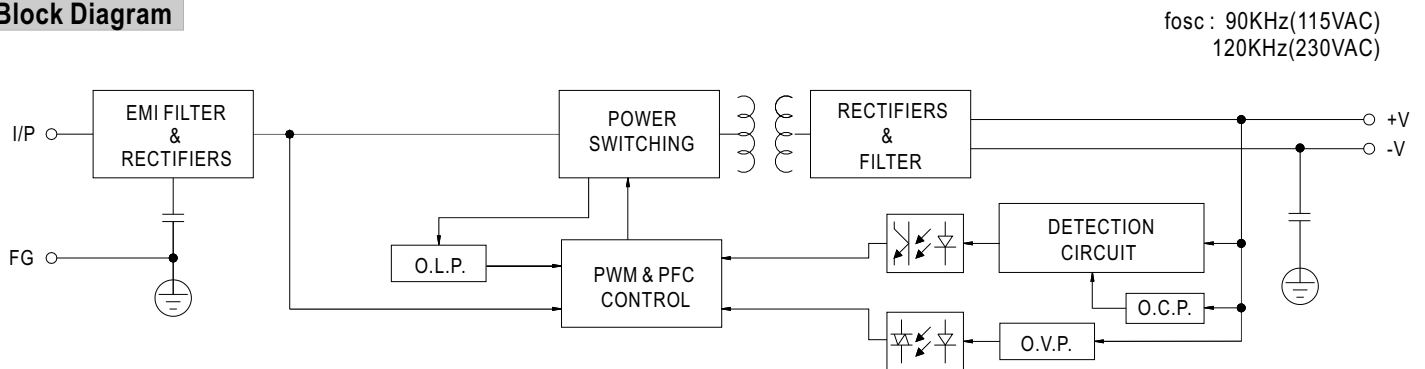 Block Diagram
fosc : 90KHz(115VAC)
120KHz(230VAC)
I/P
EMI FILTER
&
RECTIFIERS
POWER
SWITCHING
RECTIFIERS
&
FILTER
+V
-V
FG
O.L.P.
PWM & PFC
CONTROL
DETECTION
CIRCUIT
O.C.P.
O.V.P.